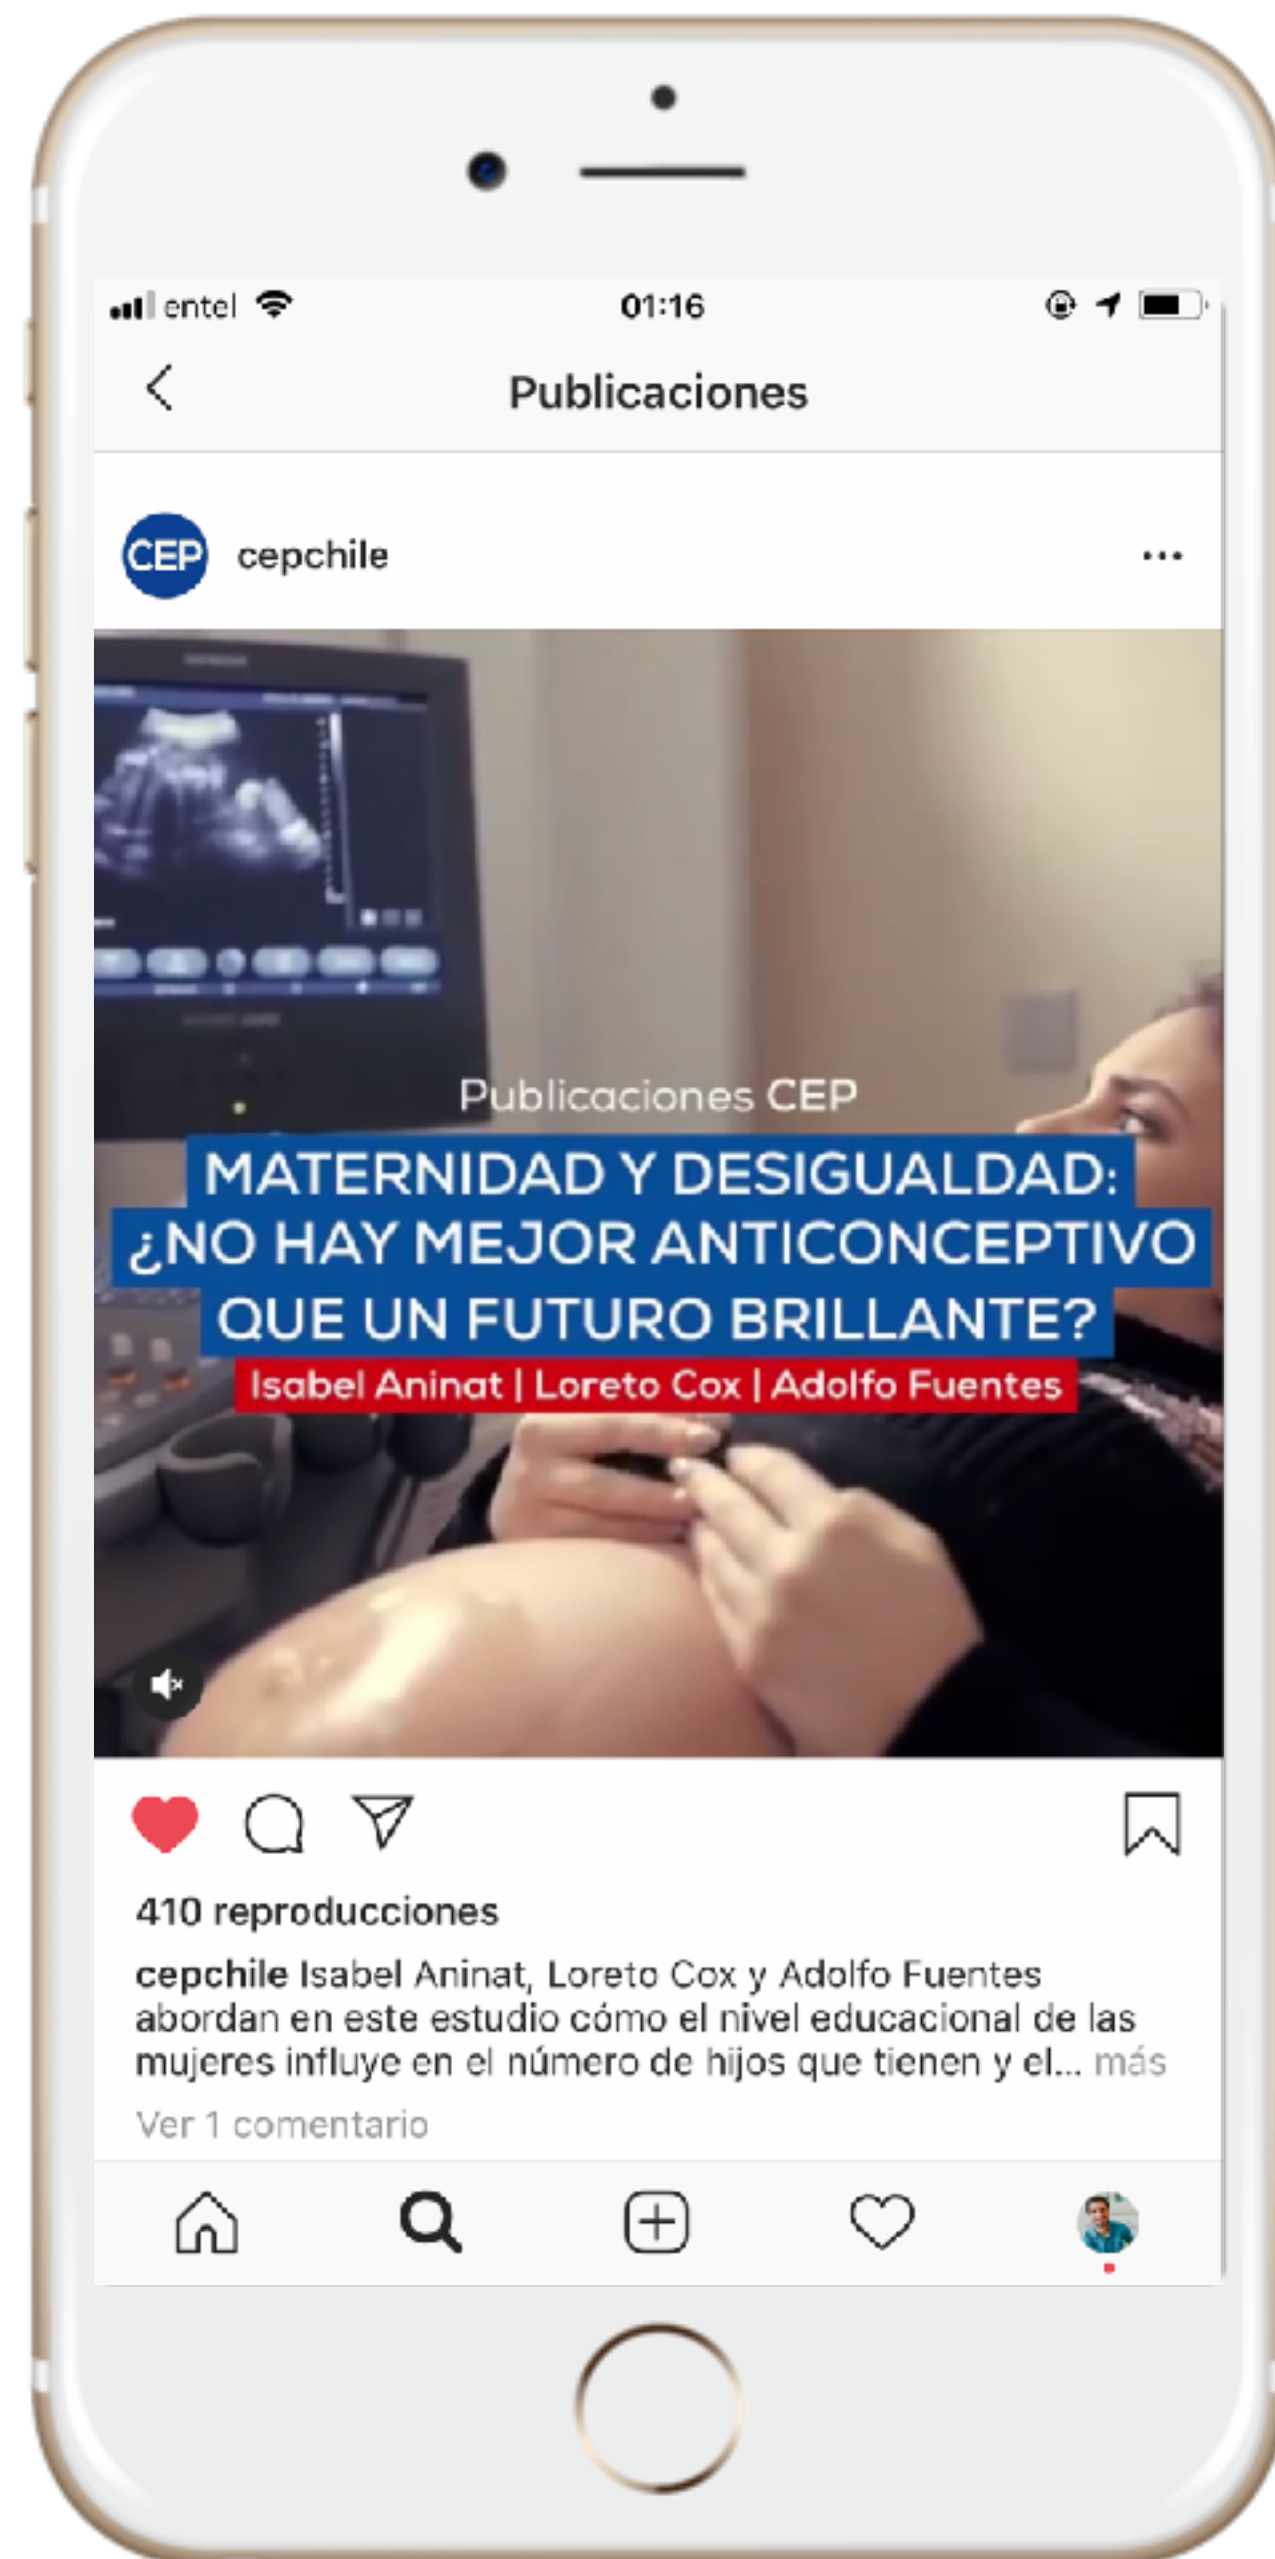 entel
01:16
Publicaciones
CEP
cepchile
Publicaciones CEP
MATERNIDAD Y DESIGUALDAD:
¿NO HAY MEJOR ANTICONCEPTIVO
QUE UN FUTURO BRILLANTE?
Isabel Aninat | Loreto Cox | Adolfo Fuentes
410 reproducciones
cepchile Isabel Aninat, Loreto Cox y Adolfo Fuentes
abordan en este estudio cómo el nivel educacional de las
mujeres influye en el número de hijos que tienen y el... más
Ver 1 comentario